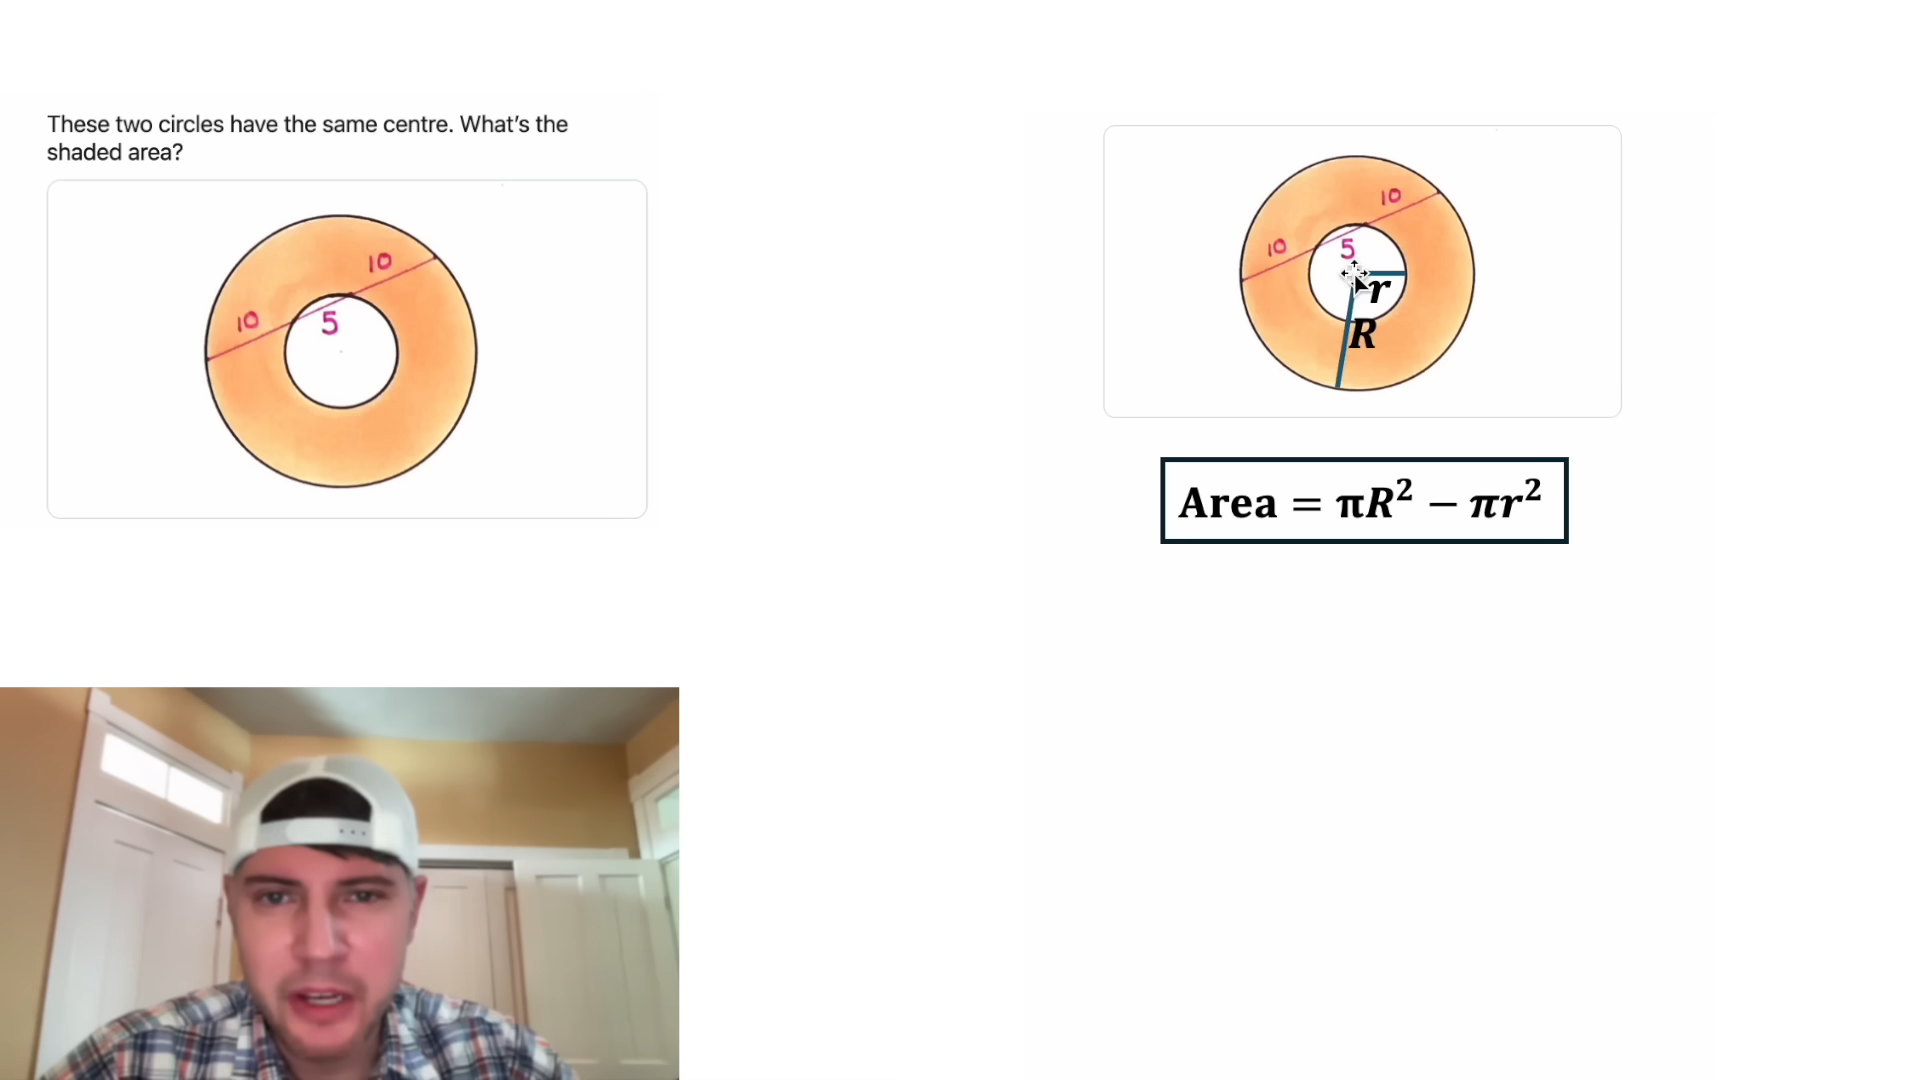 These two circles have the same centre. What's the
shaded area?
10
10
5
10
10
5
r
R
Area = πR² − πr²